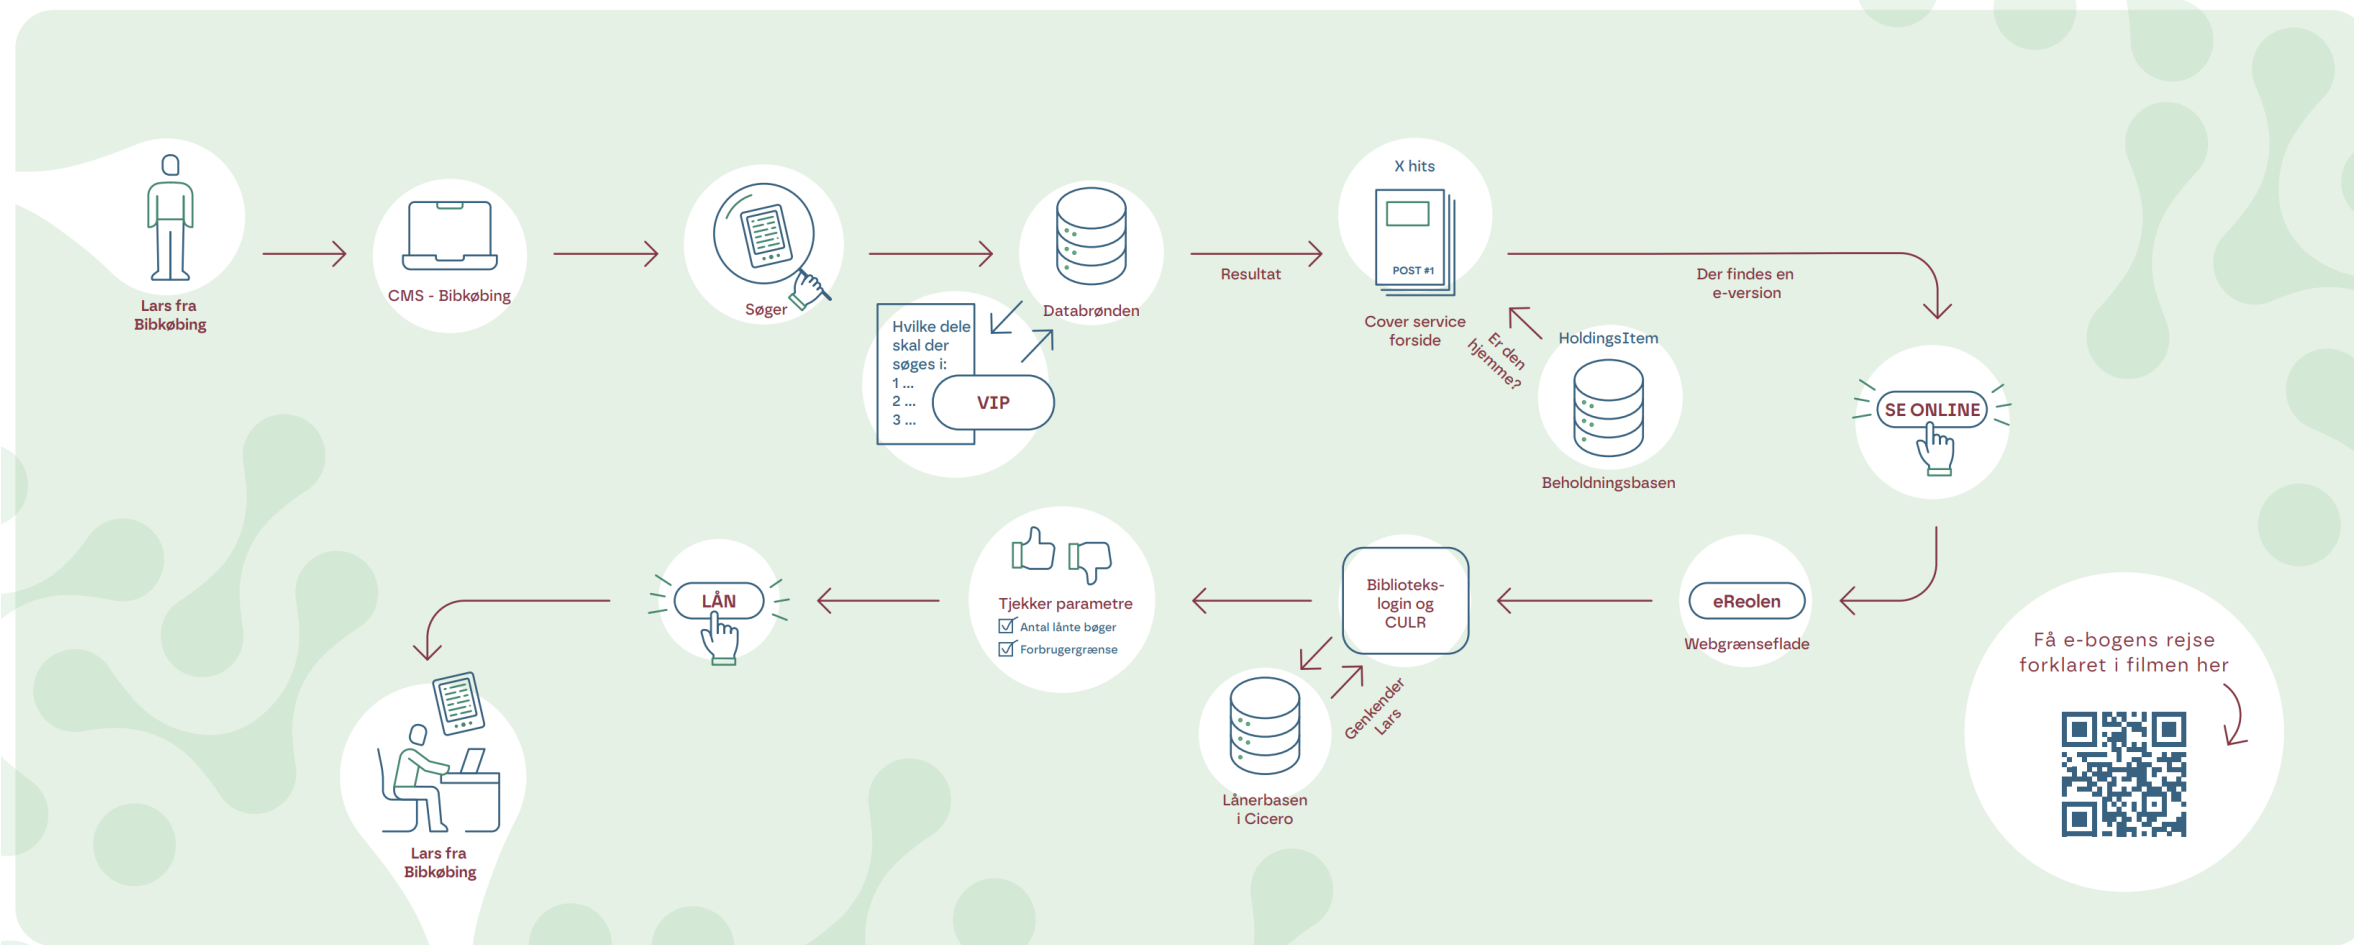 Lars fra
Bibkøbing
CMS - Bibkøbing
Søger
Hvilke dele
skal der
søges i:
1 ...
2 ...
3 ...
VIP
Databrønden
Resultat
X hits
POST #1
Cover service
forside
Er den
hjemme?
HoldingsItem
Beholdningsbasen
Der findes en
e-version
SE ONLINE
eReolen
Webgrænseflade
Biblioteks-
login og
CULR
Genkender
Lars
Lånerbasen
i Cicero
Tjekker parametre
Antal lånte bøger
Forbrugergrænse
LÅN
Lars fra
Bibkøbing
Få e-bogens rejse
forklaret i filmen her